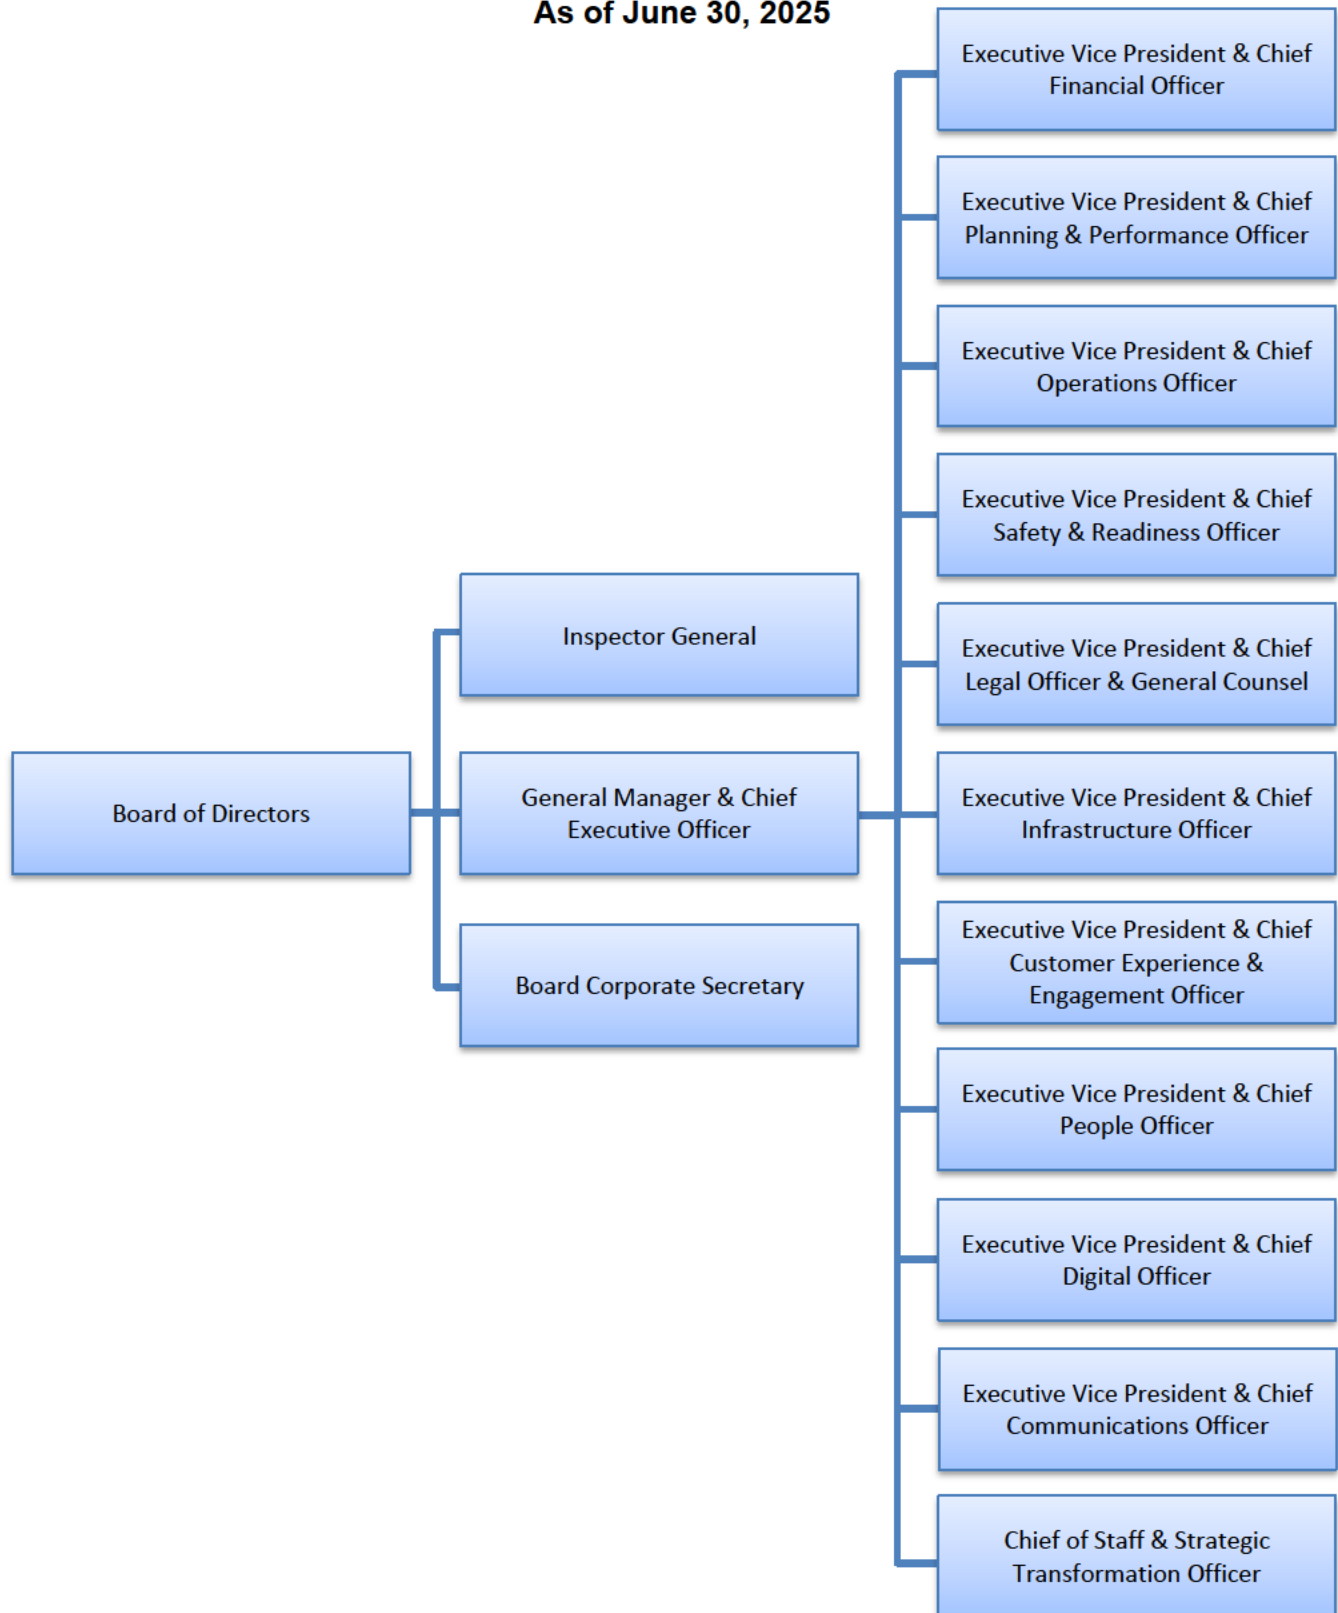 As of June 30, 2025
Executive Vice President & Chief
Financial Officer
Executive Vice President & Chief
Planning & Performance Officer
Executive Vice President & Chief
Operations Officer
Executive Vice President & Chief
Safety & Readiness Officer
Inspector General
Executive Vice President & Chief
Legal Officer & General Counsel
Board of Directors
General Manager & Chief
Executive Officer
Executive Vice President & Chief
Infrastructure Officer
Board Corporate Secretary
Executive Vice President & Chief
Customer Experience &
Engagement Officer
Executive Vice President & Chief
People Officer
Executive Vice President & Chief
Digital Officer
Executive Vice President & Chief
Communications Officer
Chief of Staff & Strategic
Transformation Officer